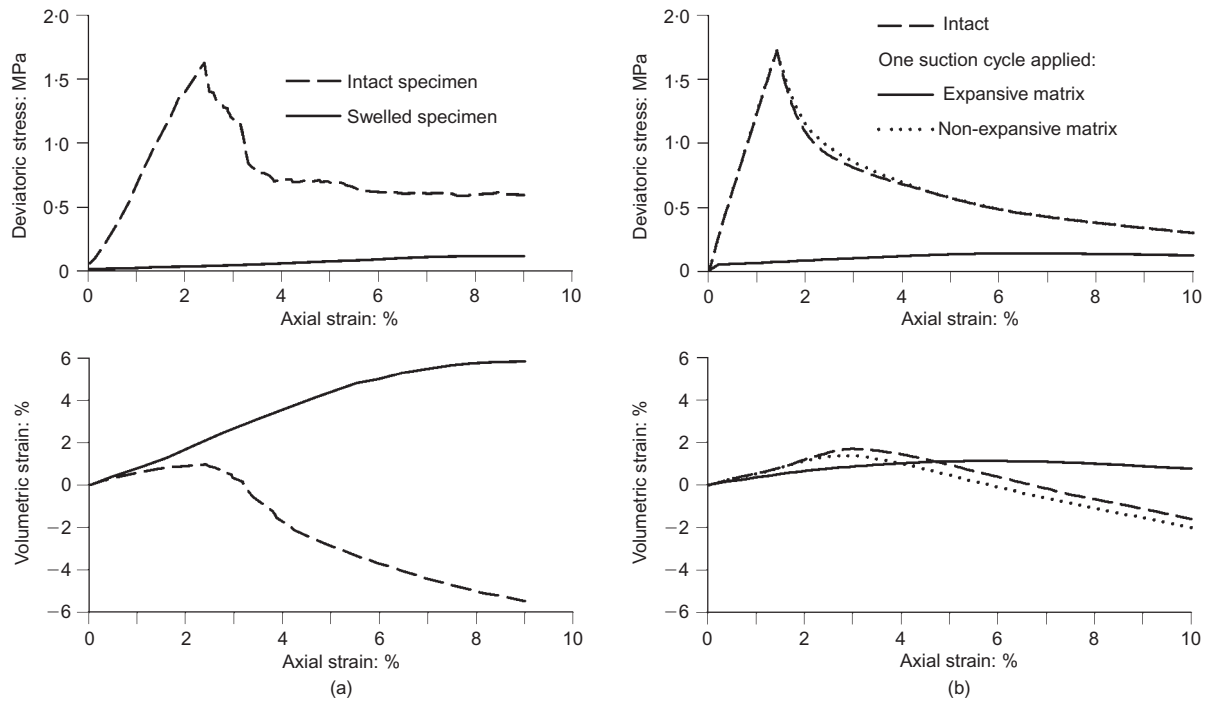 2·0
1·5
1·0
0·5
0
Deviatoric stress: MPa
Intact specimen
Swelled specimen
0 2 4 6 8 10
Axial strain: %
6
4
2
0
−2
−4
−6
Volumetric strain: %
0 2 4 6 8 10
Axial strain: %
(a)
2·0
1·5
1·0
0·5
0
Deviatoric stress: MPa
Intact
One suction cycle applied:
Expansive matrix
Non-expansive matrix
0 2 4 6 8 10
Axial strain: %
6
4
2
0
−2
−4
−6
Volumetric strain: %
0 2 4 6 8 10
Axial strain: %
(b)